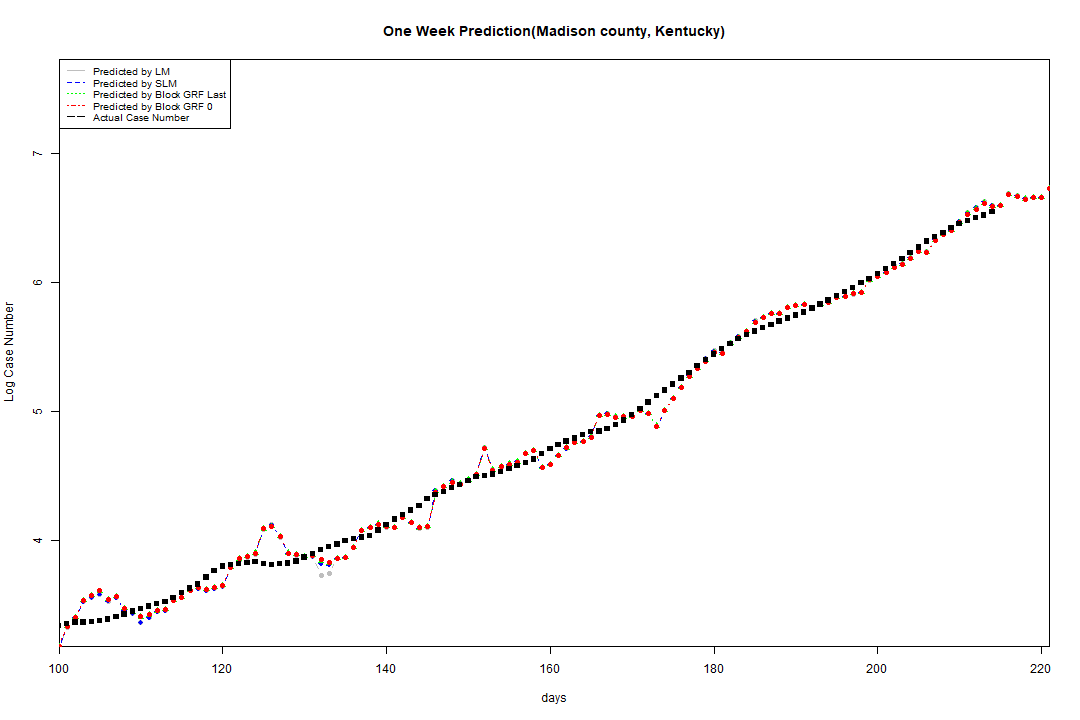 One Week Prediction(Madison county, Kentucky)
Predicted by LM
Predicted by SLM
Predicted by Block GRF Last
Predicted by Block GRF 0
Actual Case Number
7
6
5
4
Log Case Number
100 120 140 160 180 200 220
days